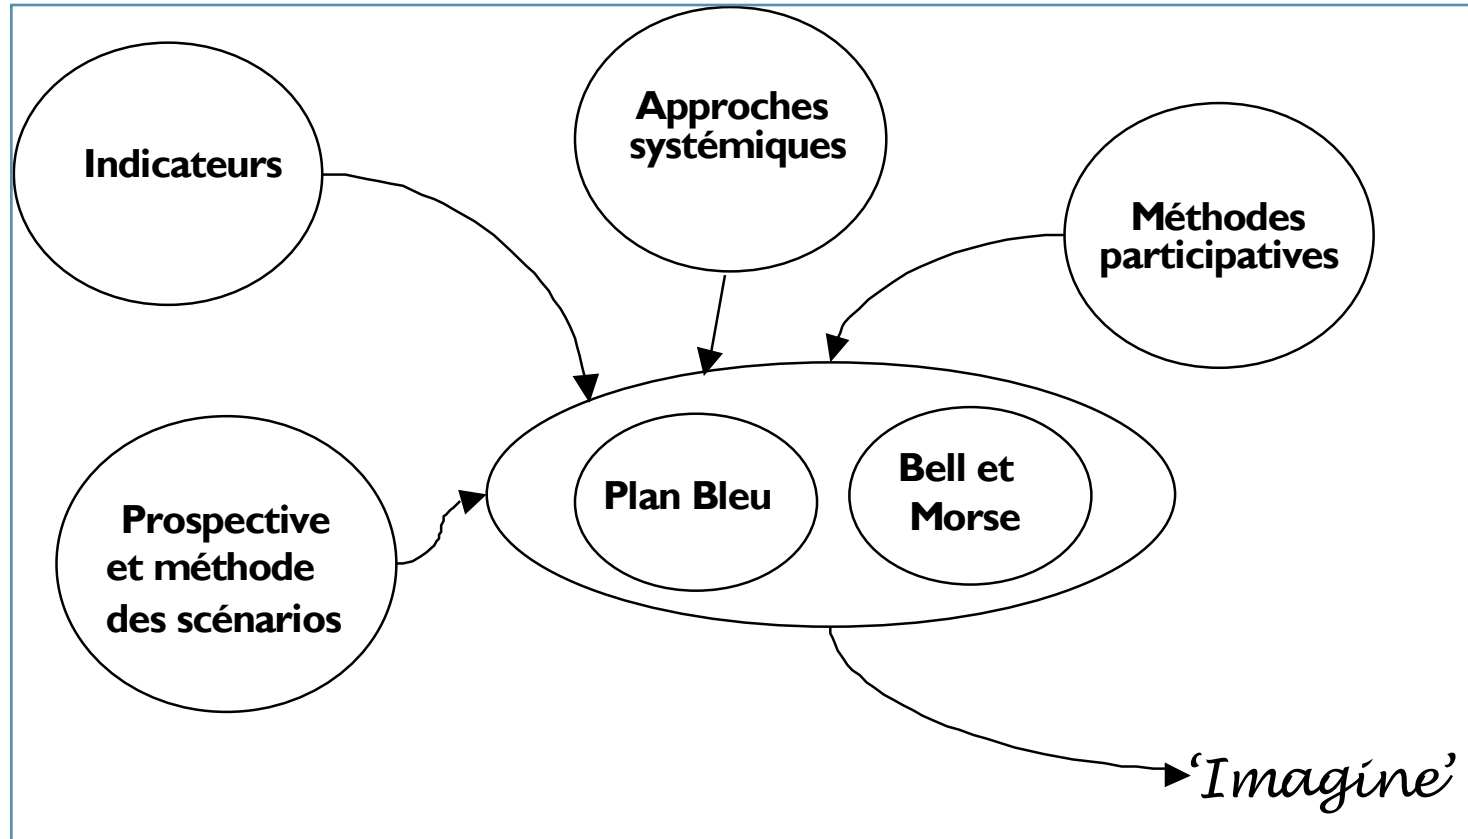 Indicateurs
Approches
systémiques
Méthodes
participatives
Prospective
et méthode
des scénarios
Plan Bleu
Bell et
Morse
‘Imagine’